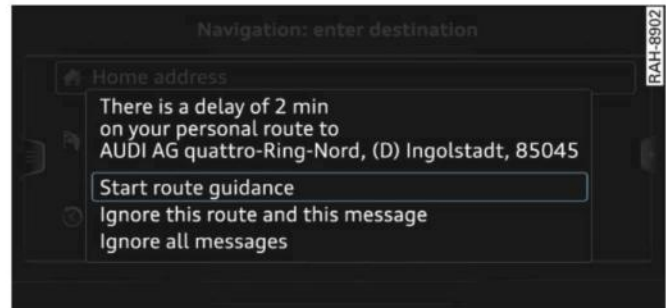 Navigation: enter destination
Home address
There is a delay of 2 min
on your personal route to
AUDI AG quattro-Ring-Nord, (D) Ingolstadt, 85045
Start route guidance
Ignore this route and this message
Ignore all messages
RAH-8902